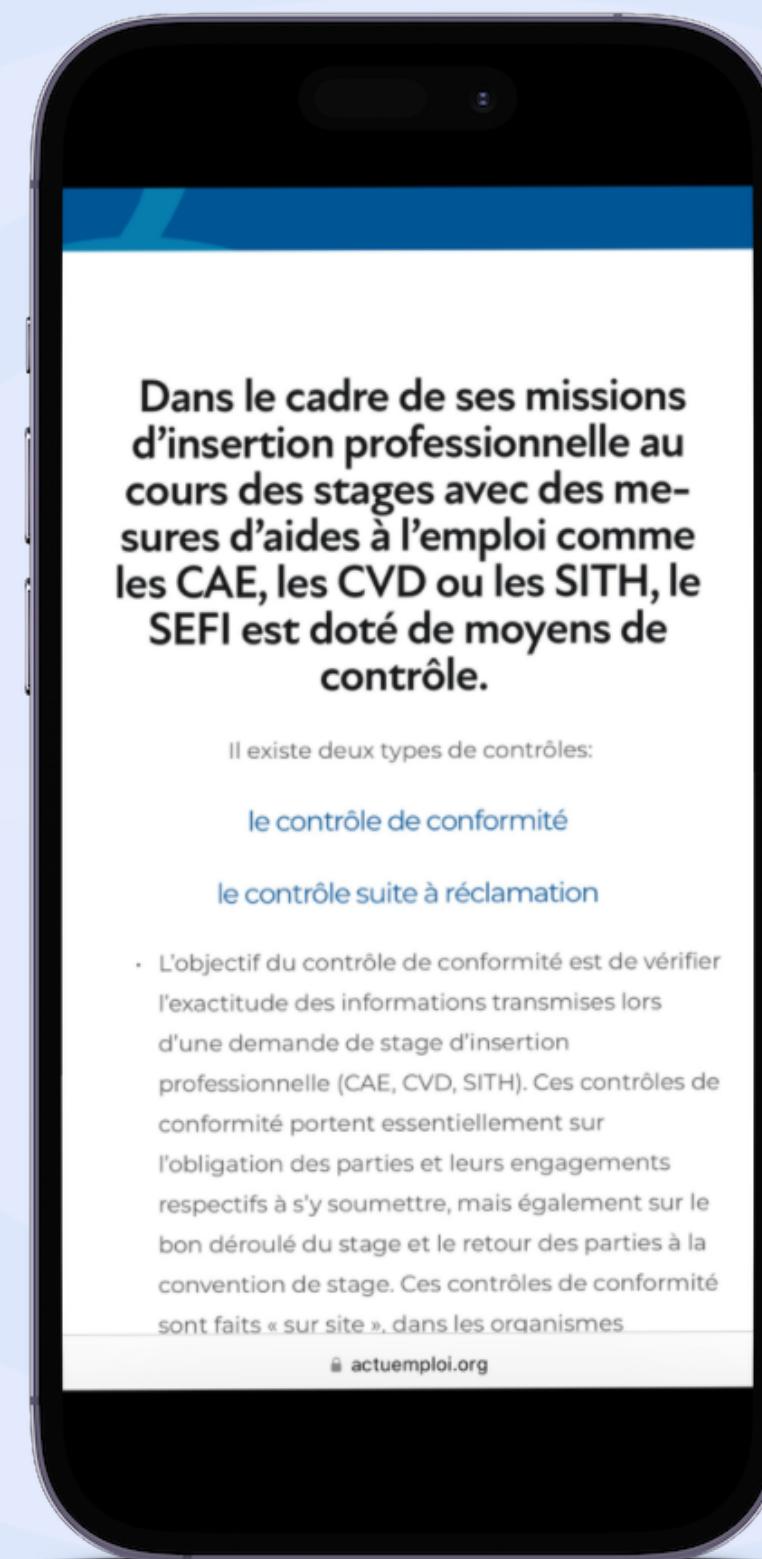 Dans le cadre de ses missions
d'insertion professionnelle au
cours des stages avec des me-
sures d'aides à l'emploi comme
les CAE, les CVD ou les SITH, le
SEFI est doté de moyens de
contrôle.
Il existe deux types de contrôles:
le contrôle de conformité
le contrôle suite à réclamation
• L'objectif du contrôle de conformité est de vérifier
l'exactitude des informations transmises lors
d'une demande de stage d'insertion
professionnelle (CAE, CVD, SITH). Ces contrôles de
conformité portent essentiellement sur
l'obligation des parties et leurs engagements
respectifs à s'y soumettre, mais également sur le
bon déroulé du stage et le retour des parties à la
convention de stage. Ces contrôles de conformité
sont faits « sur site », dans les organismes
actuemploi.org